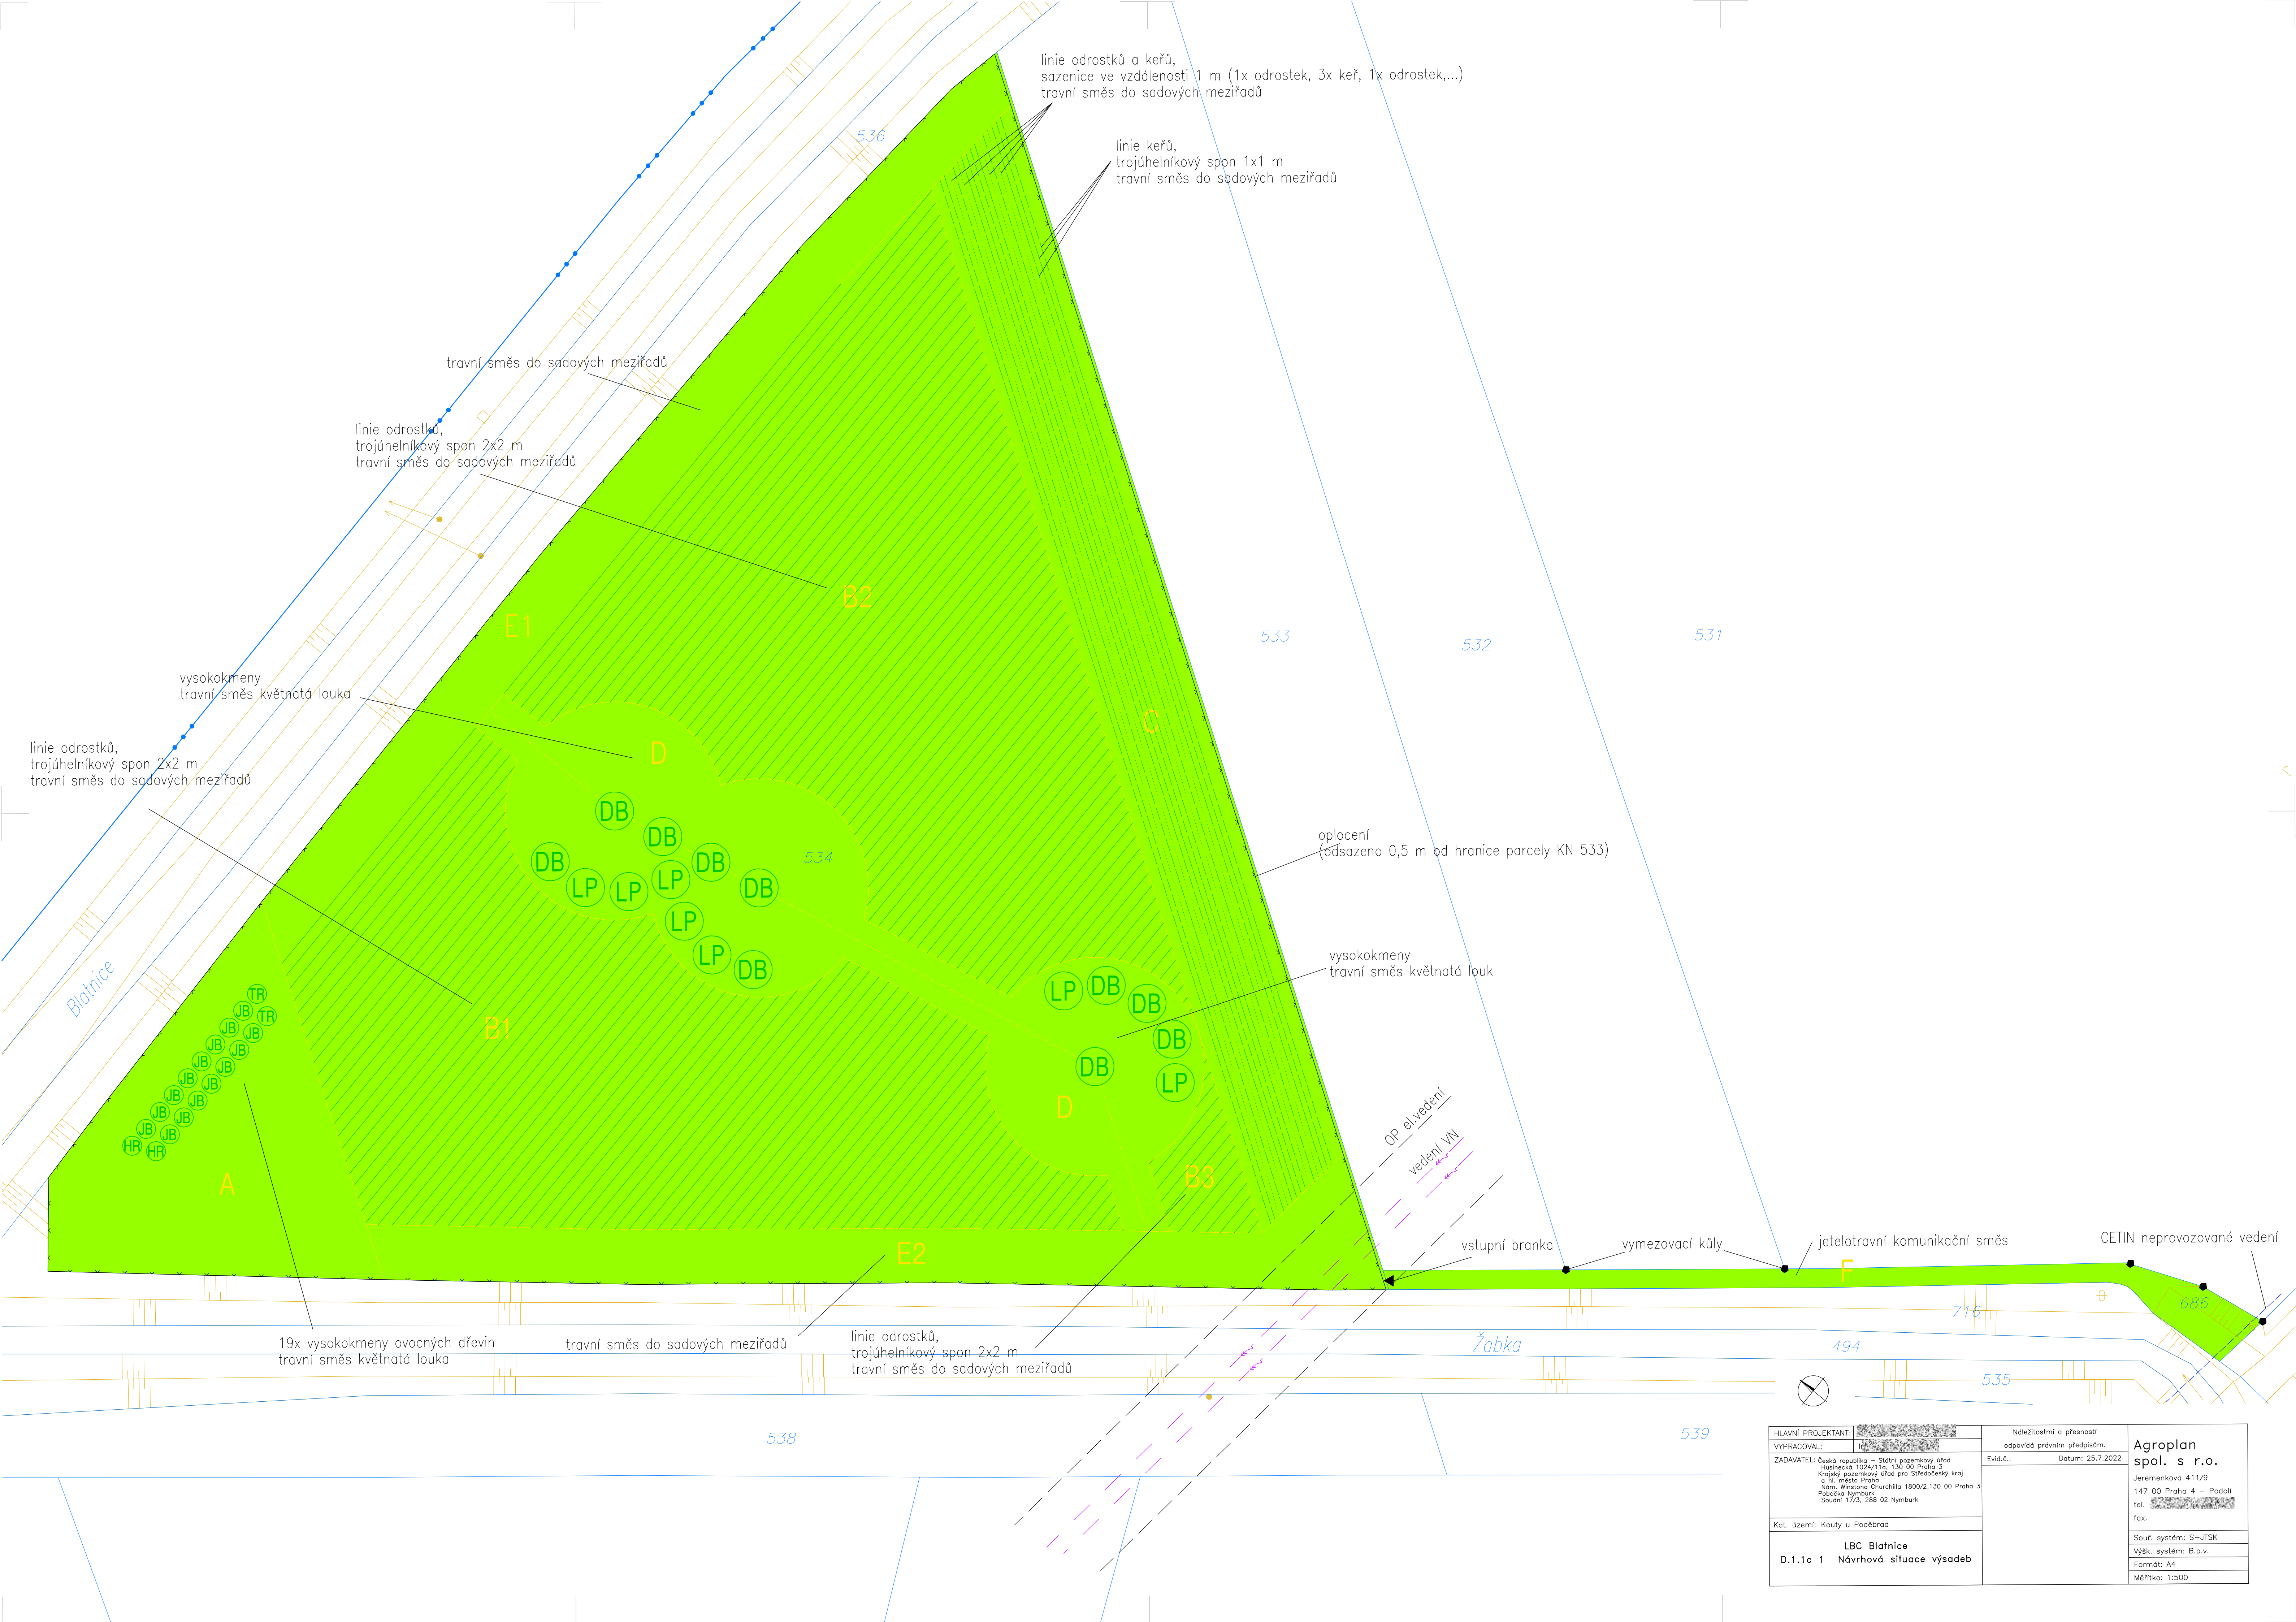 linie odrostků a keřů,
sazenice ve vzdálenosti 1 m (1x odrostek, 3x keř, 1x odrostek,...)
travní směs do sadových meziřadů
536
linie keřů,
trojúhelníkový spon 1x1 m
travní směs do sadových meziřadů
travní směs do sadových meziřadů
linie odrostků,
trojúhelníkový spon 2x2 m
travní směs do sadových meziřadů
B2
E1
533
532
531
vysokokmeny
travní směs květnatá louka
C
D
linie odrostků,
trojúhelníkový spon 2x2 m
travní směs do sadových meziřadů
DB
DB
DB
DB
DB
534
LP
LP
LP
LP
LP
DB
oplocení
(odsazeno 0,5 m od hranice parcely KN 533)
vysokokmeny
travní směs květnatá louk
Blatnice
LP
DB
DB
DB
DB
LP
D
B1
TR
JB
TR
JB
JB
JB
JB
JB
JB
JB
JB
JB
JB
JB
JB
JB
JB
HR
HR
A
B3
OP el.vedení
vedení VN
E2
vstupní branka
vymezovací kůly
jetelotravní komunikační směs
CETIN neprovozované vedení
F
686
716
19x vysokokmeny ovocných dřevin
travní směs květnatá louka
travní směs do sadových meziřadů
linie odrostků,
trojúhelníkový spon 2x2 m
travní směs do sadových meziřadů
Žabka
494
535
538
539
HLAVNÍ PROJEKTANT:
VYPRACOVAL:
ZADAVATEL: Česká republika – Státní pozemkový úřad
Husinecká 1024/11a, 130 00 Praha 3
Krajský pozemkový úřad pro Středočeský kraj
a hl. město Praha
Nám. Winstona Churchilla 1800/2,130 00 Praha 3
Pobočka Nymburk
Soudní 17/3, 288 02 Nymburk
Kat. území: Kouty u Poděbrad
LBC Blatnice
D.1.1c 1 Návrhová situace výsadeb
Náležitostmi a přesností
odpovídá právním předpisům.
Evid.č.: Datum: 25.7.2022
Agroplan
spol. s r.o.
Jeremenkova 411/9
147 00 Praha 4 – Podolí
tel.
fax.
Souř. systém: S-JTSK
Výšk. systém: B.p.v.
Formát: A4
Měřítko: 1:500